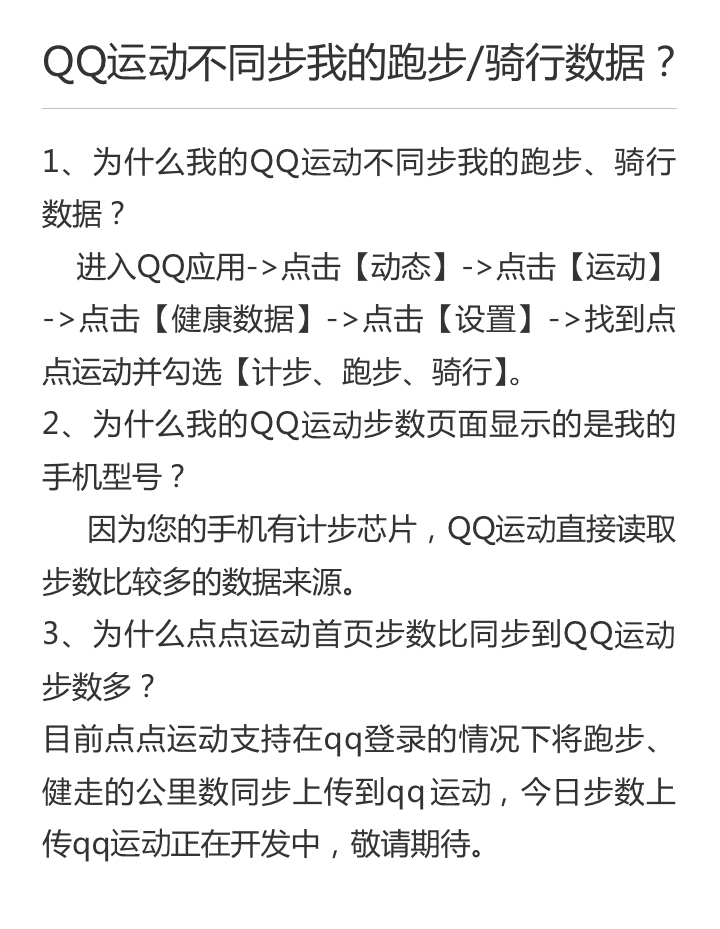 QQ运动不同步我的跑步/骑行数据？
1、为什么我的QQ运动不同步我的跑步、骑行
数据？
进入QQ应用->点击【动态】->点击【运动】
->点击【健康数据】->点击【设置】->找到点
点运动并勾选【计步、跑步、骑行】。
2、为什么我的QQ运动步数页面显示的是我的
手机型号？
因为您的手机有计步芯片，QQ运动直接读取
步数比较多的数据来源。
3、为什么点点运动首页步数比同步到QQ运动
步数多？
目前点点运动支持在qq登录的情况下将跑步、
健走的公里数同步上传到qq运动，今日步数上
传qq运动正在开发中，敬请期待。